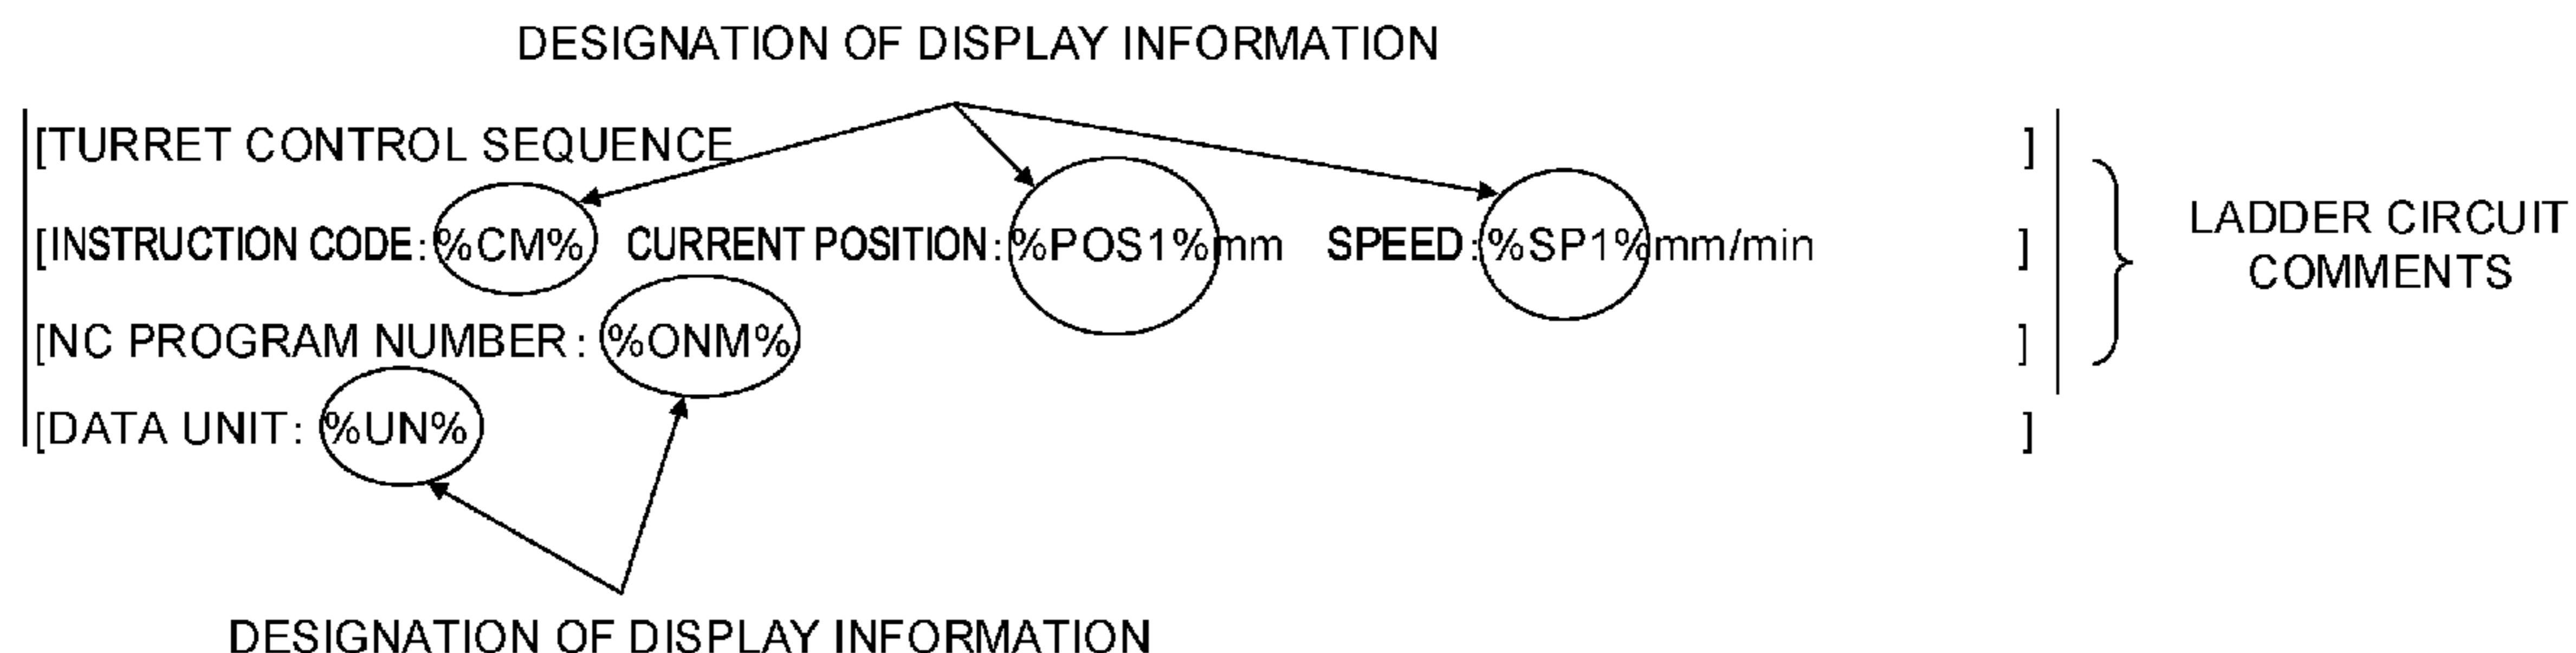 DESIGNATION OF DISPLAY INFORMATION
[TURRET CONTROL SEQUENCE ]
[INSTRUCTION CODE: %CM% CURRENT POSITION: %POS1%mm SPEED: %SP1%mm/min ]
[NC PROGRAM NUMBER: %ONM% ]
[DATA UNIT: %UN% ]
LADDER CIRCUIT
COMMENTS
DESIGNATION OF DISPLAY INFORMATION